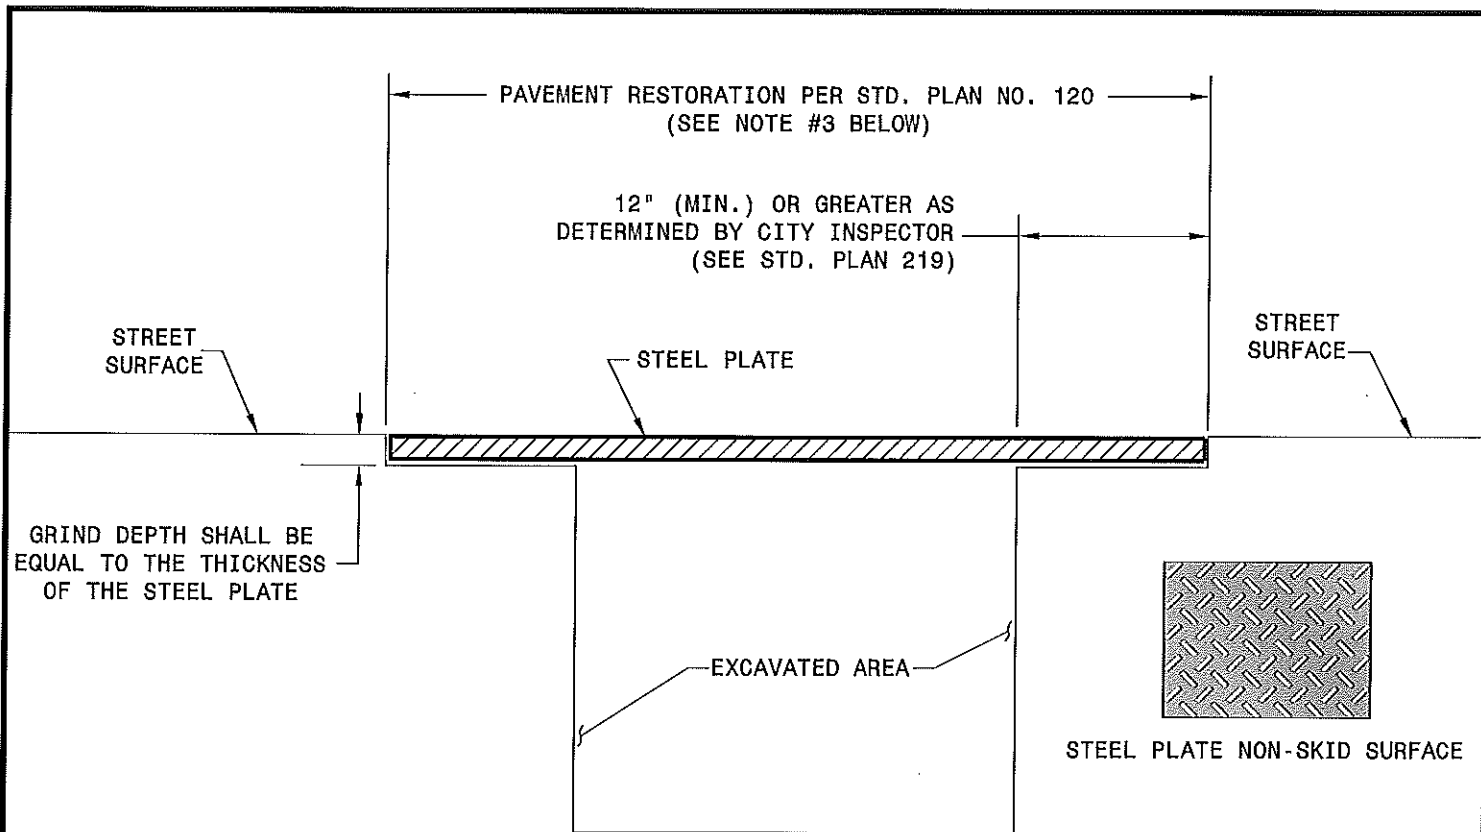 PAVEMENT RESTORATION PER STD. PLAN NO. 120
(SEE NOTE #3 BELOW)
12" (MIN.) OR GREATER AS
DETERMINED BY CITY INSPECTOR
(SEE STD. PLAN 219)
STREET
SURFACE
STEEL PLATE
STREET
SURFACE
GRIND DEPTH SHALL BE
EQUAL TO THE THICKNESS
OF THE STEEL PLATE
EXCAVATED AREA
STEEL PLATE NON-SKID SURFACE